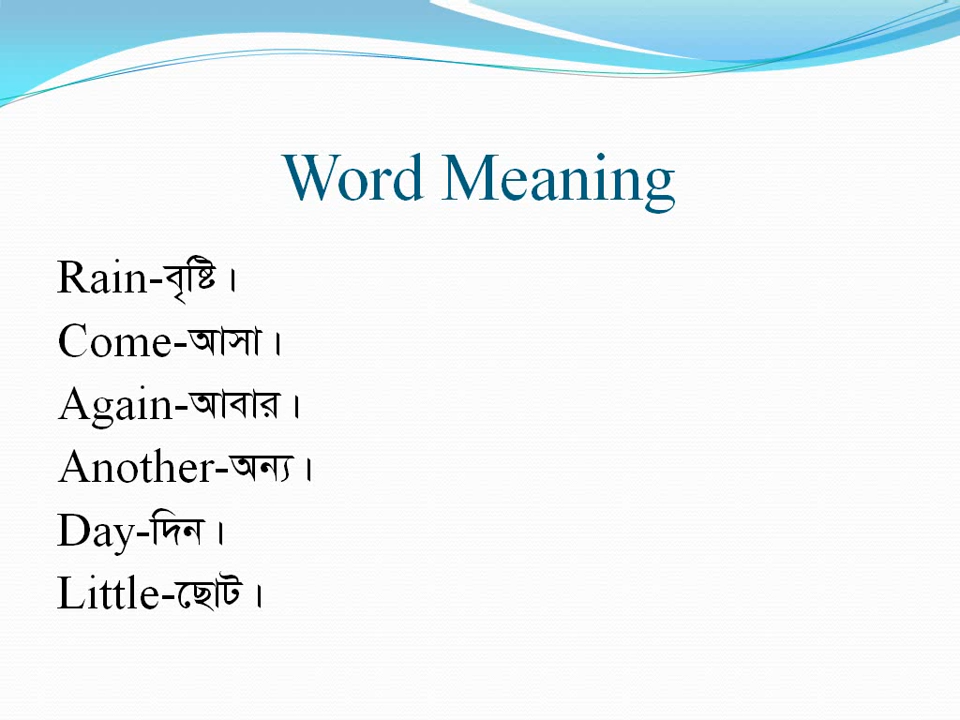 Word Meaning
Rain-বৃষ্টি।
Come-আসা।
Again-আবার।
Another-অন্য।
Day-দিন।
Little-ছোট।